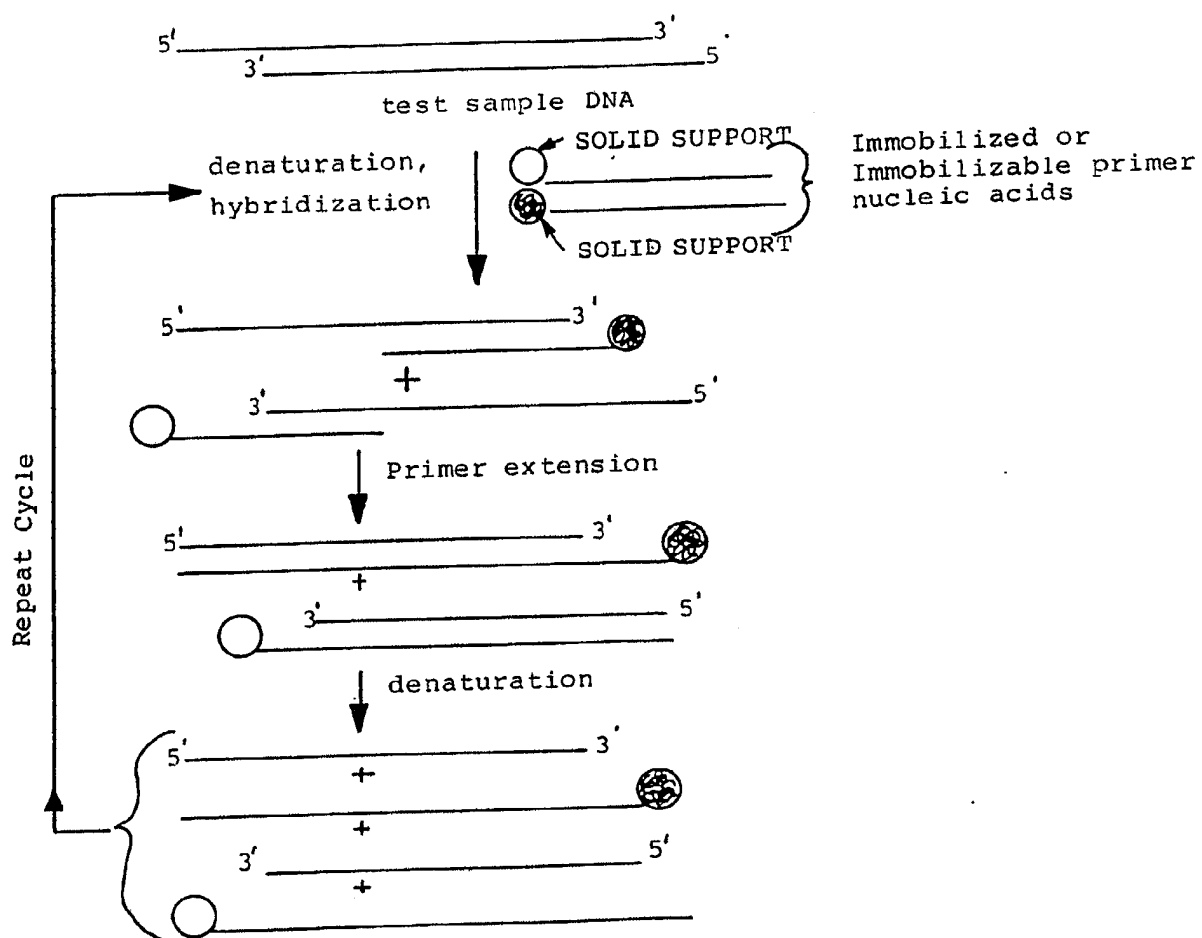 5' 3'
3' 5'
test sample DNA
denaturation,
hybridization
SOLID SUPPORT
SOLID SUPPORT
Immobilized or
Immobilizable primer
nucleic acids
5' 3'
+
3' 5'
Primer extension
5' 3'
+
3' 5'
denaturation
5' 3'
+
+
3' 5'
+
Repeat Cycle